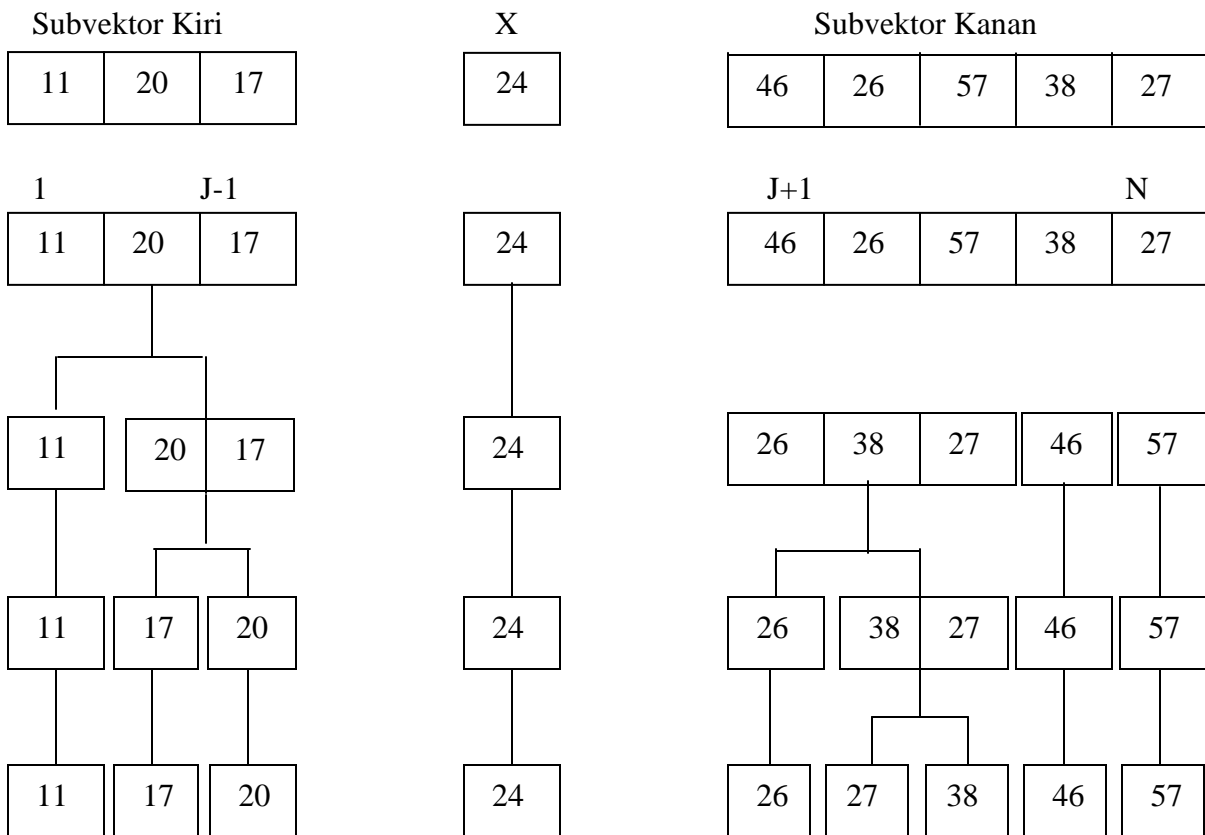 Subvektor Kiri X Subvektor Kanan
11 20 17 24 46 26 57 38 27
1 J-1 J+1 N
11 20 17 24 46 26 57 38 27
11 20 17 24 26 38 27 46 57
11 17 20 24 26 38 27 46 57
11 17 20 24 26 27 38 46 57